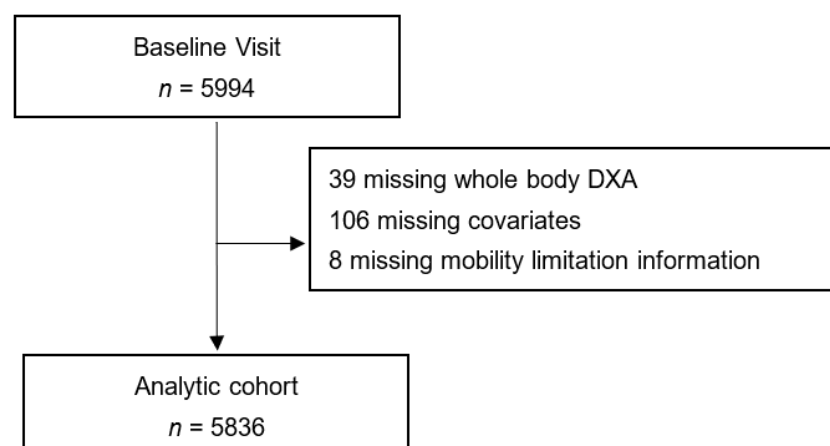 Baseline Visit
n = 5994
39 missing whole body DXA
106 missing covariates
8 missing mobility limitation information
Analytic cohort
n = 5836